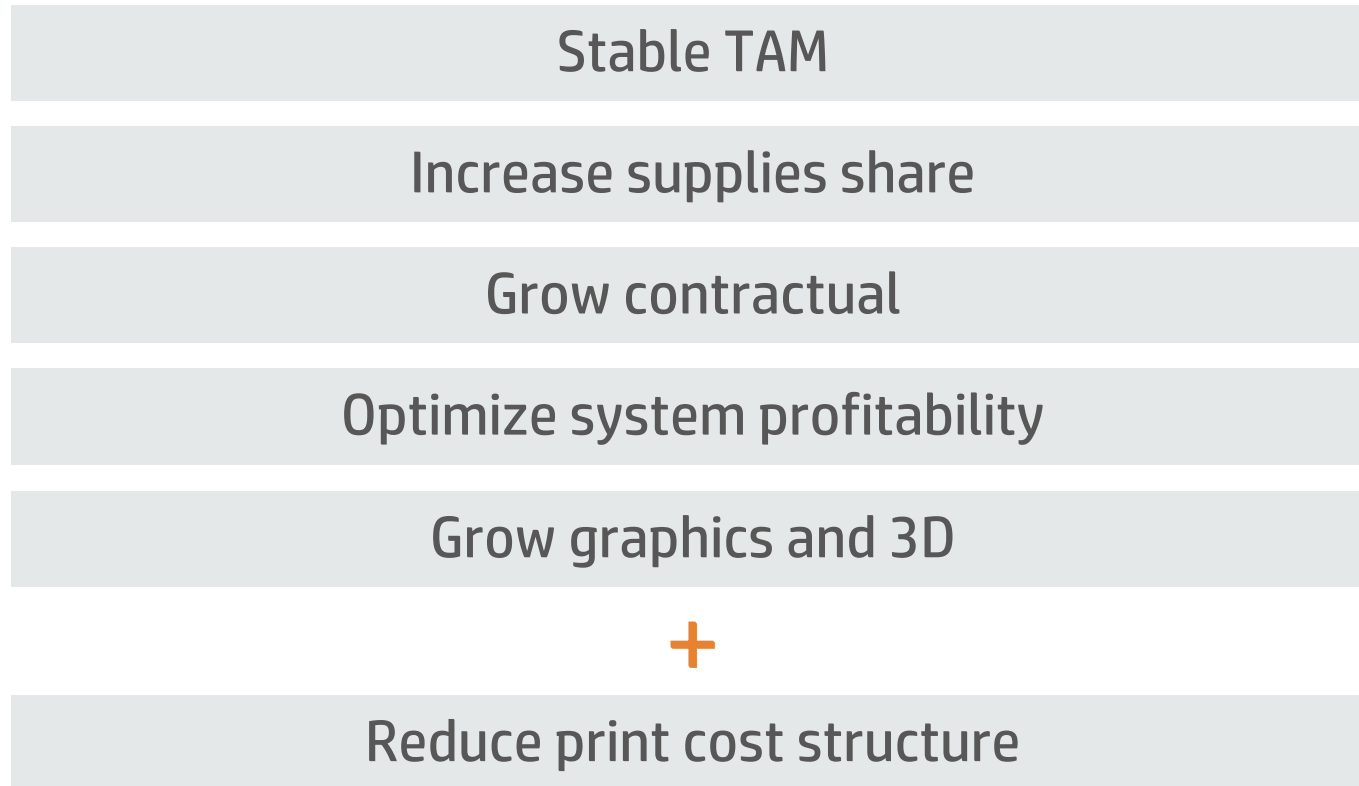 Stable TAM
Increase supplies share
Grow contractual
Optimize system profitability
Grow graphics and 3D
+
Reduce print cost structure